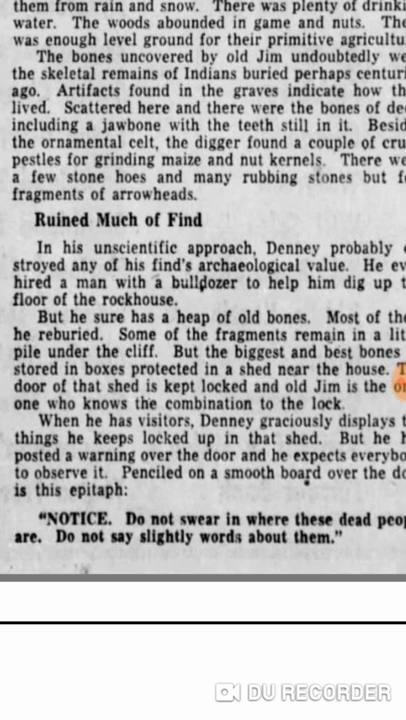 them from rain and snow. There was plenty of drinki
water. The woods abounded in game and nuts. The
was enough level ground for their primitive agricultu
The bones uncovered by old Jim undoubtedly we
the skeletal remains of Indians buried perhaps centuri
ago. Artifacts found in the graves indicate how th
lived. Scattered here and there were the bones of de
including a jawbone with the teeth still in it. Besid
the ornamental celt, the digger found a couple of cru
pestles for grinding maize and nut kernels. There we
a few stone hoes and many rubbing stones but f
fragments of arrowheads.
Ruined Much of Find
In his unscientific approach, Denney probably
stroyed any of his find's archaeological value. He ev
hired a man with a bulldozer to help him dig up t
floor of the rockhouse.
But he sure has a heap of old bones. Most of the
he reburied. Some of the fragments remain in a lit
pile under the cliff. But the biggest and best bones
stored in boxes protected in a shed near the house. T
door of that shed is kept locked and old Jim is the o
one who knows the combination to the lock.
When he has visitors, Denney graciously displays t
things he keeps locked up in that shed. But he h
posted a warning over the door and he expects everybo
to observe it. Penciled on a smooth board over the do
is this epitaph:
"NOTICE. Do not swear in where these dead peop
are. Do not say slightly words about them."
DU RECORDER